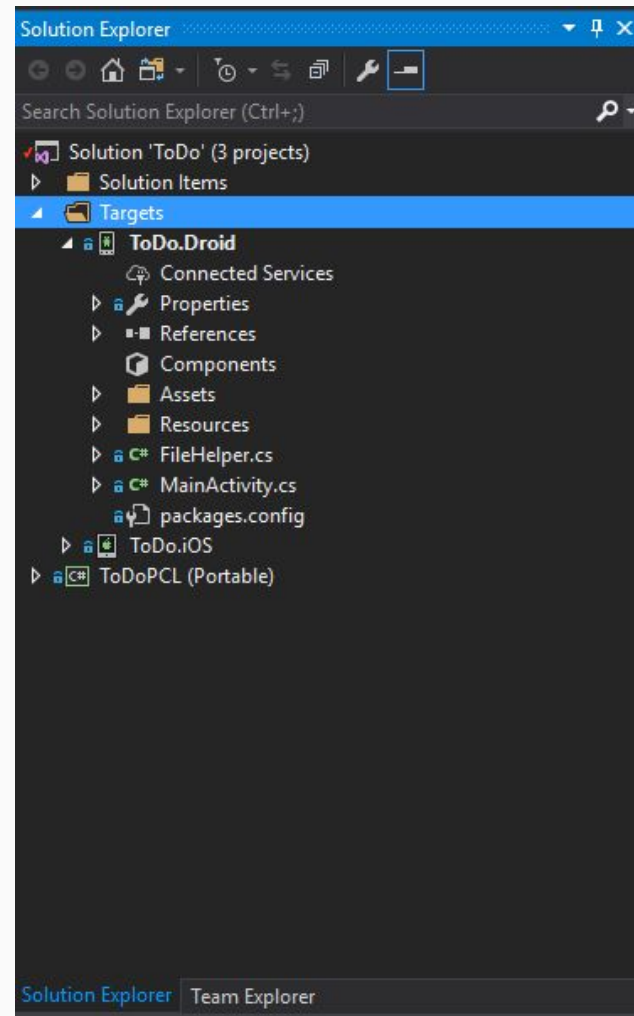 Solution Explorer
Search Solution Explorer (Ctrl+;)
Solution 'ToDo' (3 projects)
Solution Items
Targets
ToDo.Droid
Connected Services
Properties
References
Components
Assets
Resources
C# FileHelper.cs
C# MainActivity.cs
packages.config
ToDo.iOS
C# ToDoPCL (Portable)
Solution Explorer Team Explorer